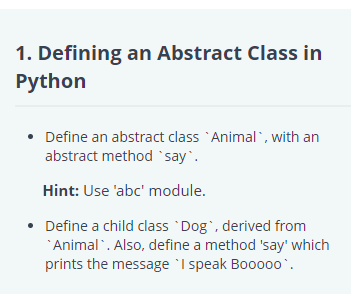 1. Defining an Abstract Class in
Python
• Define an abstract class `Animal`, with an
abstract method `say`.
Hint: Use 'abc' module.
• Define a child class `Dog`, derived from
`Animal`. Also, define a method 'say' which
prints the message `I speak Booooo`.